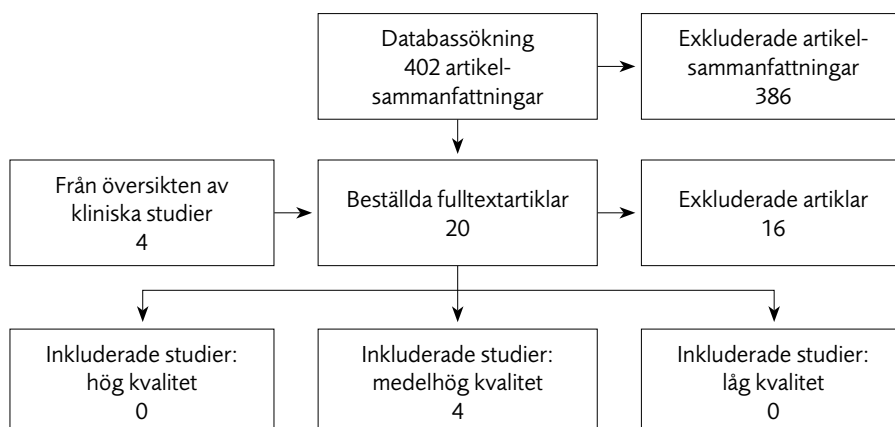 Databassökning
402 artikel-
sammanfattningar
Exkluderade artikel-
sammanfattningar
386
Från översikten av
kliniska studier
4
Beställda fulltextartiklar
20
Exkluderade artiklar
16
Inkluderade studier:
hög kvalitet
0
Inkluderade studier:
medelhög kvalitet
4
Inkluderade studier:
låg kvalitet
0